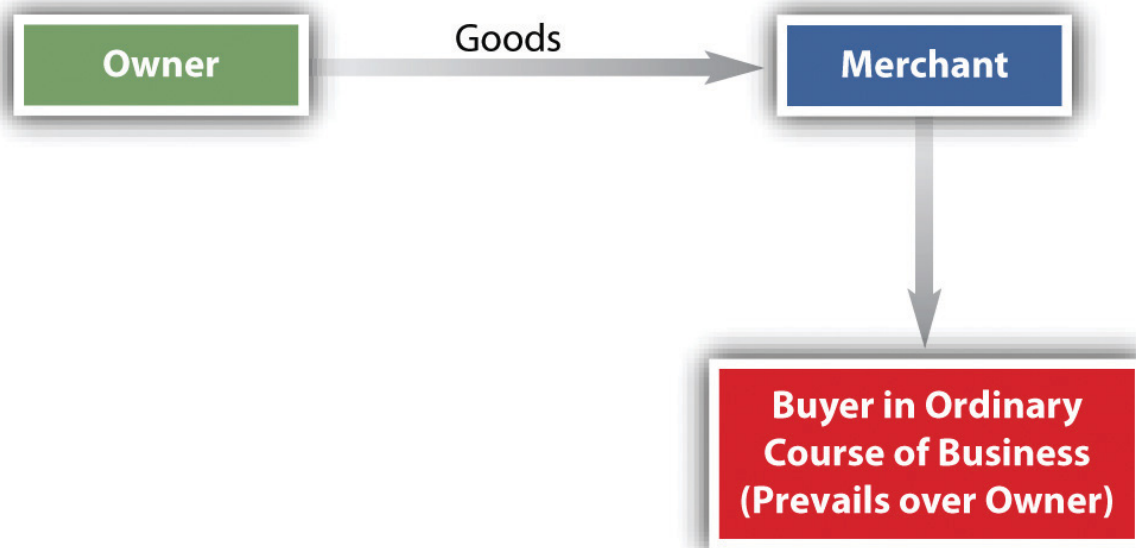 Goods
Owner
Merchant
Buyer in Ordinary
Course of Business
(Prevails over Owner)